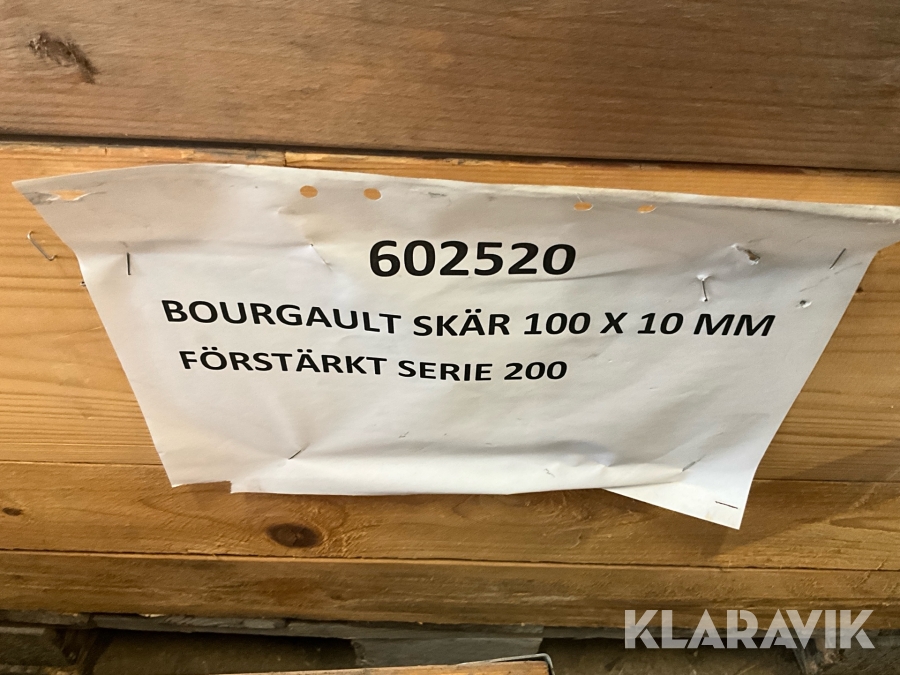 602520
BOURGAULT SKÄR 100 X 10 MM
FÖRSTÄRKT SERIE 200
KLARAVIK